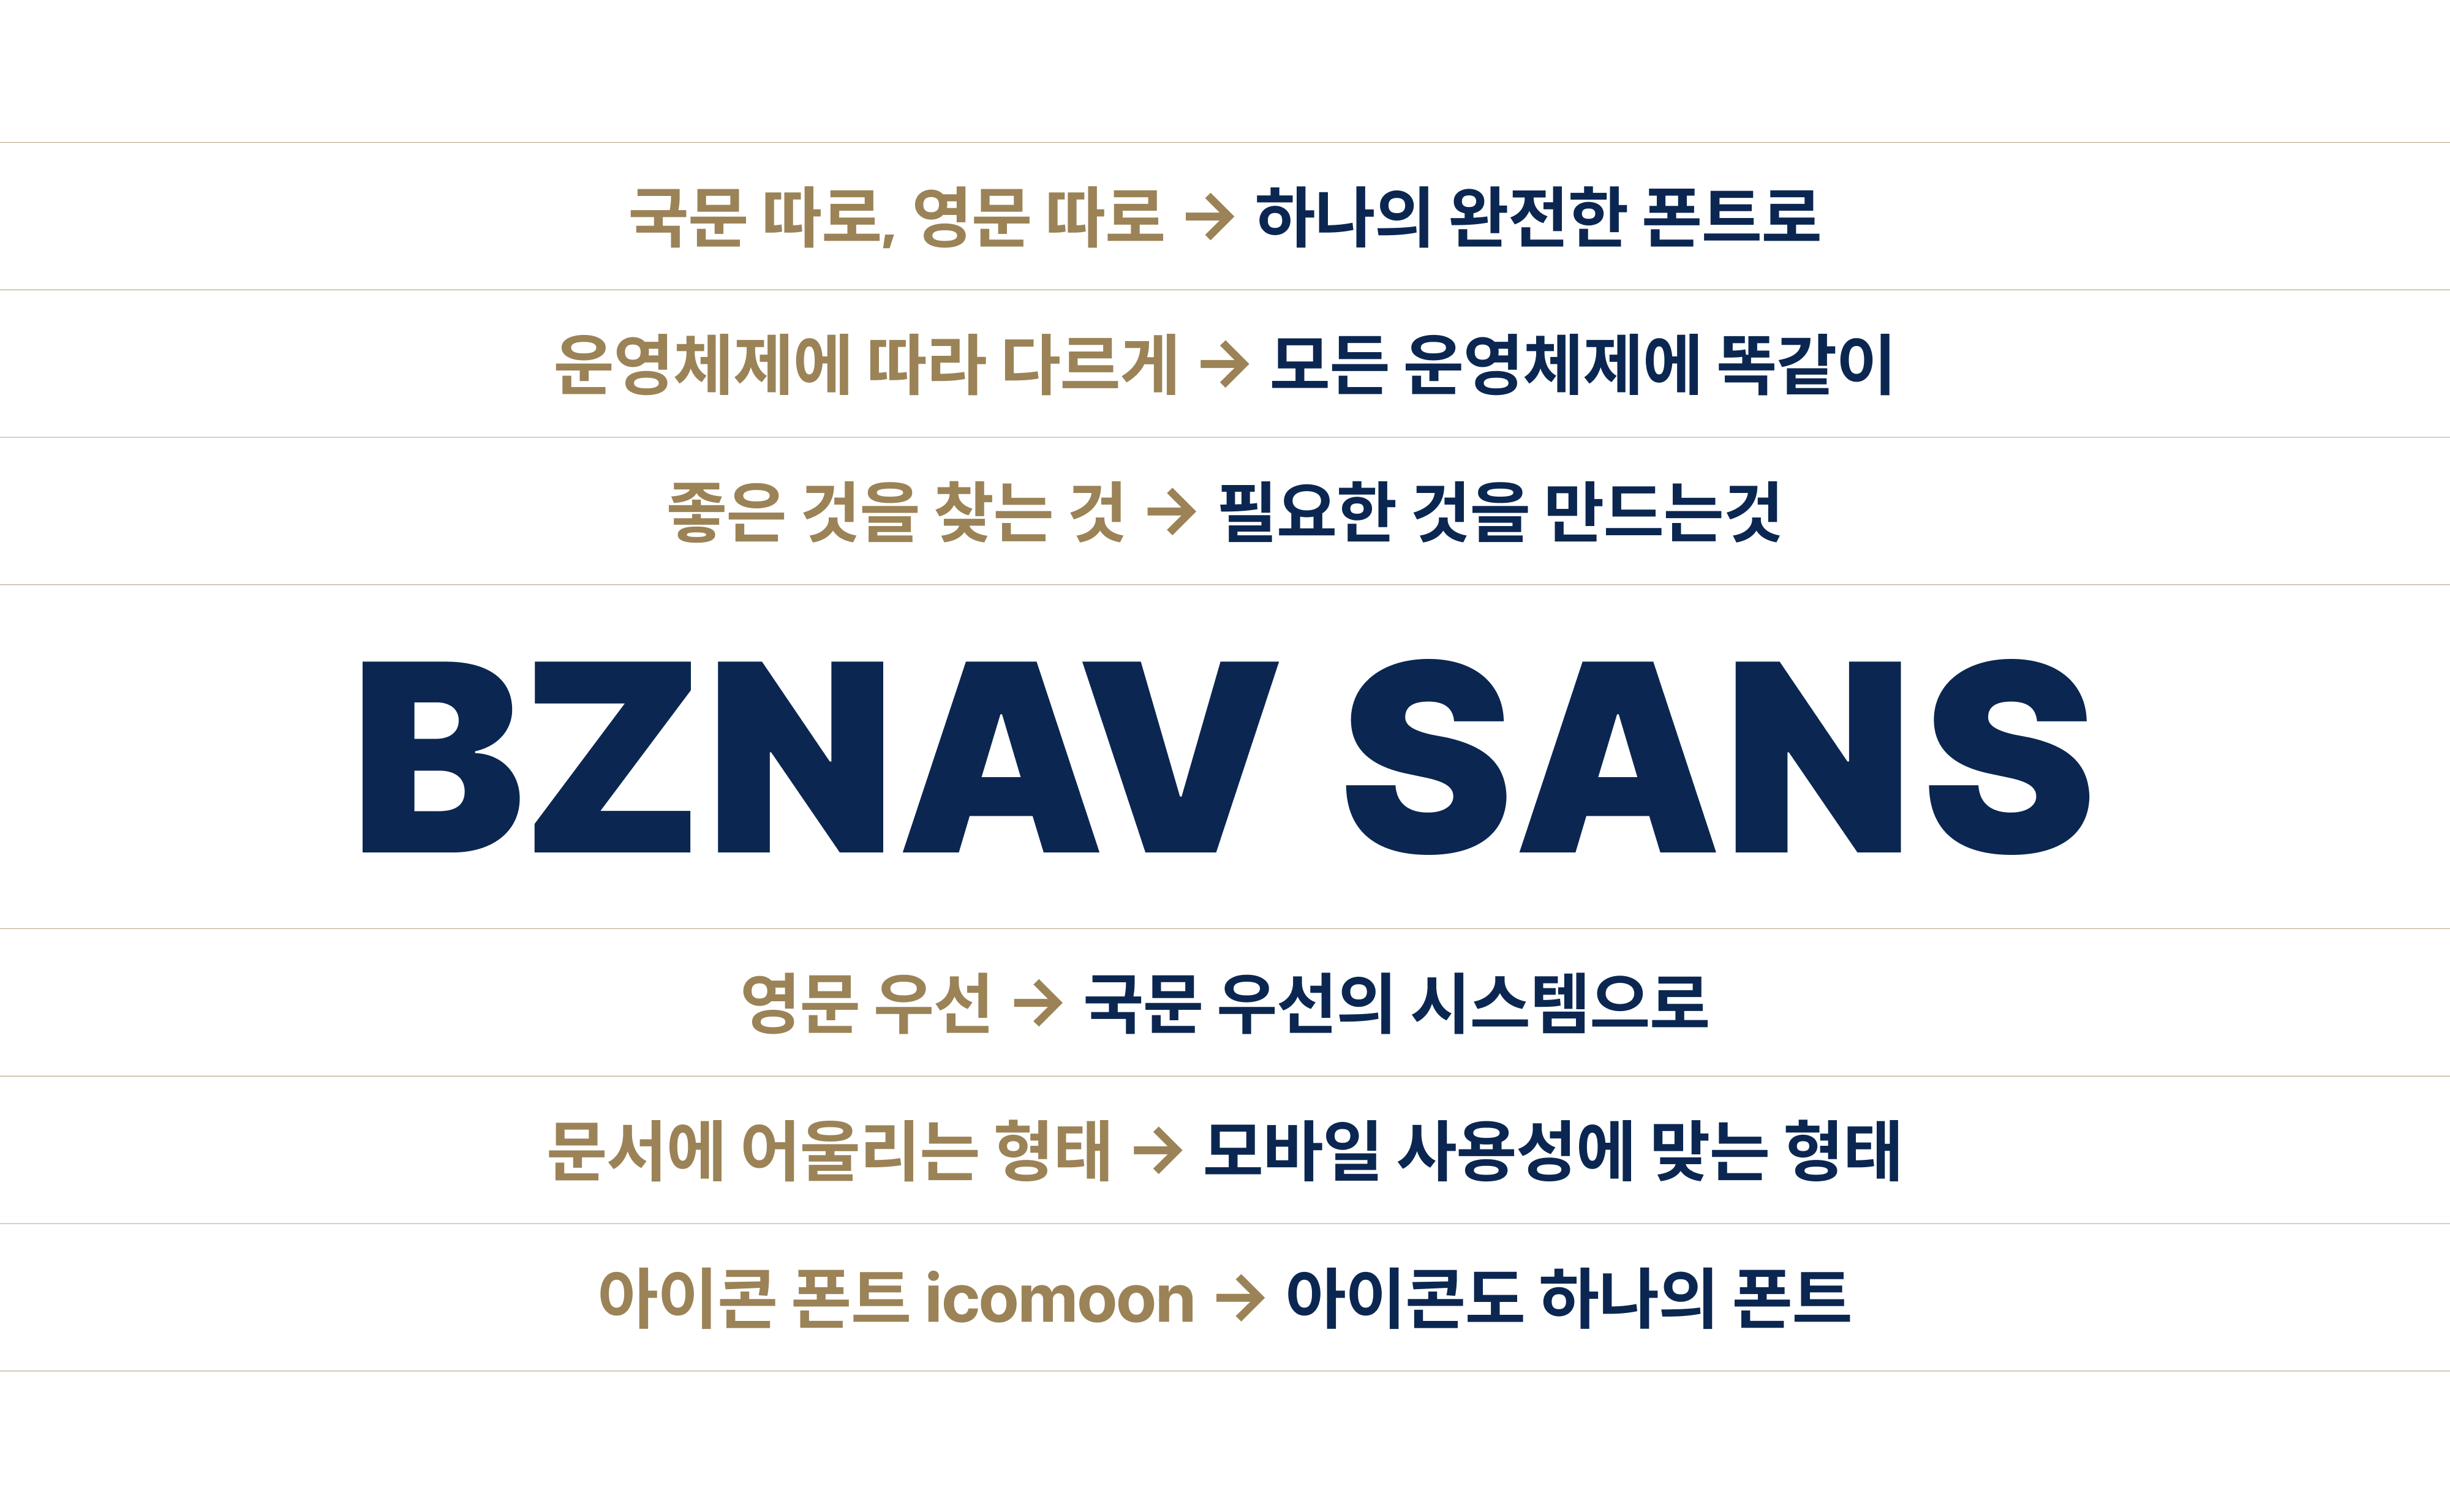 국문 따로, 영문 따로 → 하나의 완전한 폰트로
운영체제에 따라 다르게 → 모든 운영체제에 똑같이
좋은 것을 찾는 것 → 필요한 것을 만드는것
BZNAV SANS
영문 우선 → 국문 우선의 시스템으로
문서에 어울리는 형태 → 모바일 사용성에 맞는 형태
아이콘 폰트 icomoon → 아이콘도 하나의 폰트